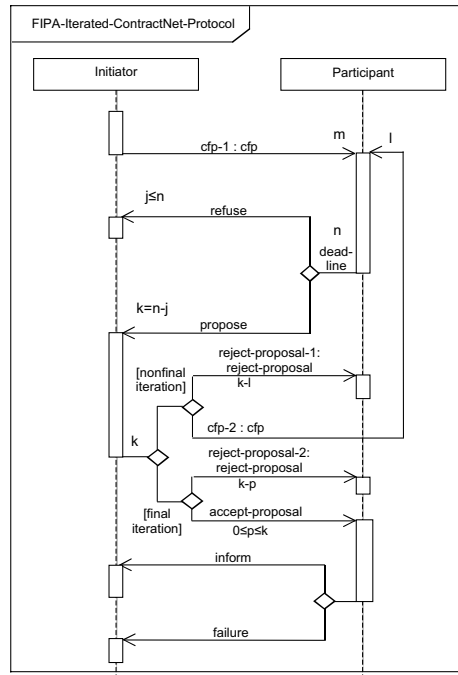 FIPA-Iterated-ContractNet-Protocol
Initiator
Participant
m
l
cfp-1 : cfp
j≤n
refuse
n
dead-
line
k=n-j
propose
reject-proposal-1:
[nonfinal
reject-proposal
iteration]
k-l
k
cfp-2 : cfp
reject-proposal-2:
reject-proposal
k-p
[final
accept-proposal
iteration]
0≤p≤k
inform
failure